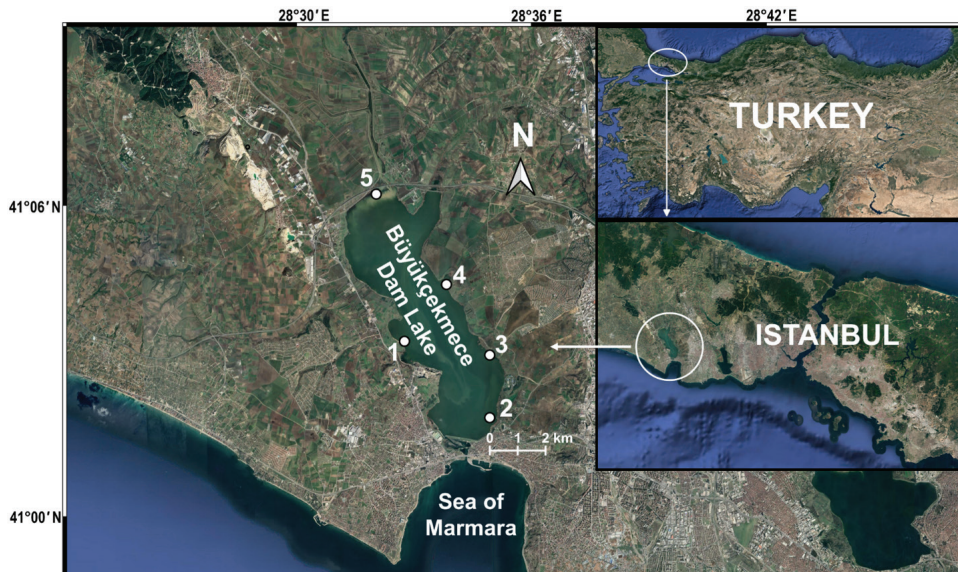 28°30'E
28°36'E
28°42'E
TURKEY
N
5
41°06'N
Büyükçekmece
Dam Lake
4
ISTANBUL
1
3
2
0 1 2 km
Sea of
Marmara
41°00'N